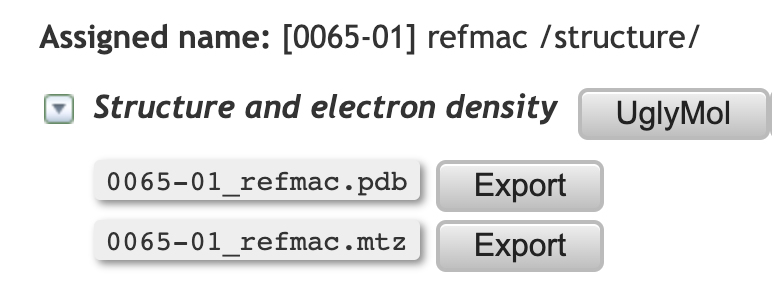 Assigned name: [0065-01] refmac /structure/
Structure and electron density UglyMol
0065-01_refmac.pdb Export
0065-01_refmac.mtz Export